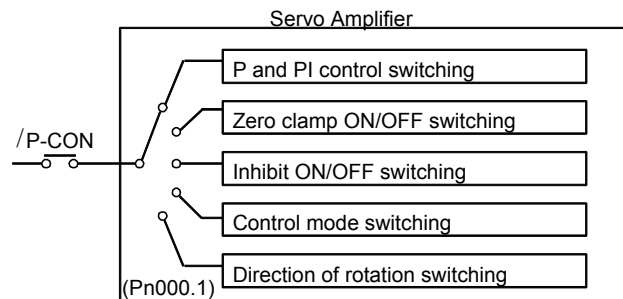 Servo Amplifier
P and PI control switching
Zero clamp ON/OFF switching
/P-CON
Inhibit ON/OFF switching
Control mode switching
Direction of rotation switching
(Pn000.1)